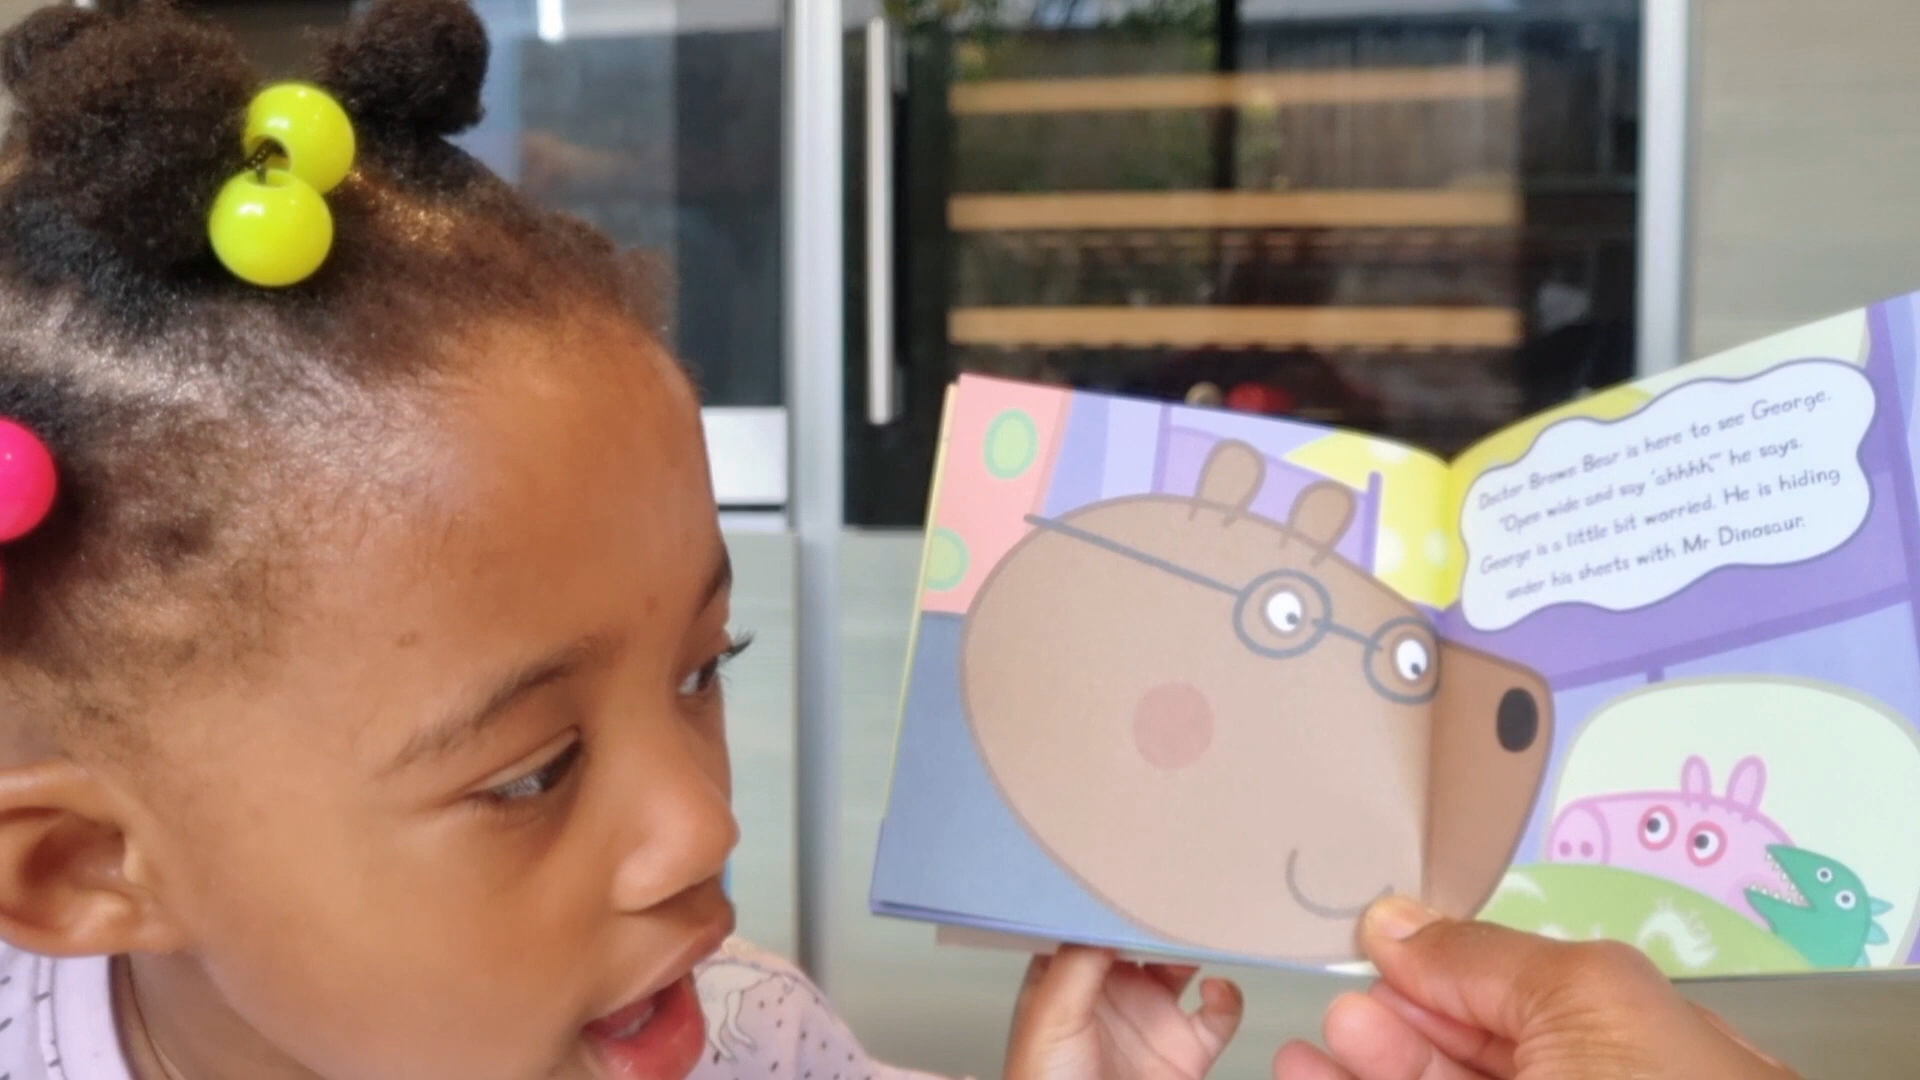 Doctor Brown Bear is here to see George.
"Open wide and say 'ahhhh,'" he says.
George is a little bit worried. He is hiding
under his sheets with Mr Dinosaur.